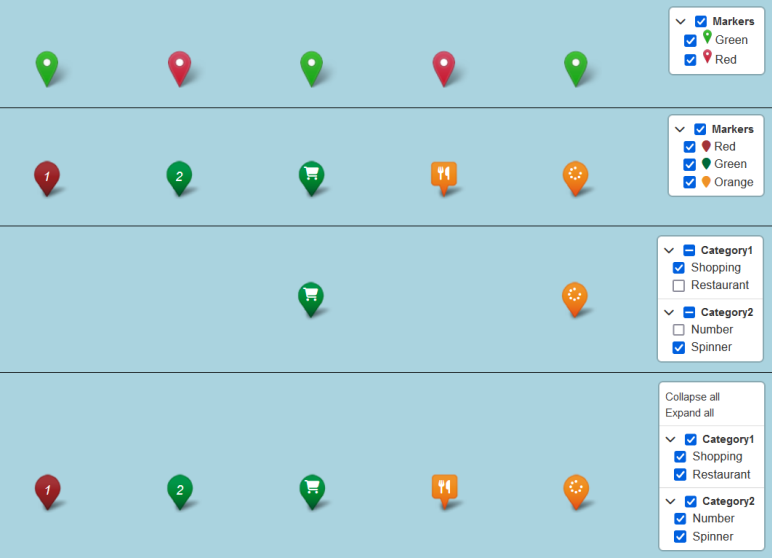 Markers
Green
Red
Markers
Red
Green
Orange
1
2
Category1
Shopping
Restaurant
Category2
Number
Spinner
Collapse all
Expand all
Category1
Shopping
Restaurant
Category2
Number
Spinner
1
2